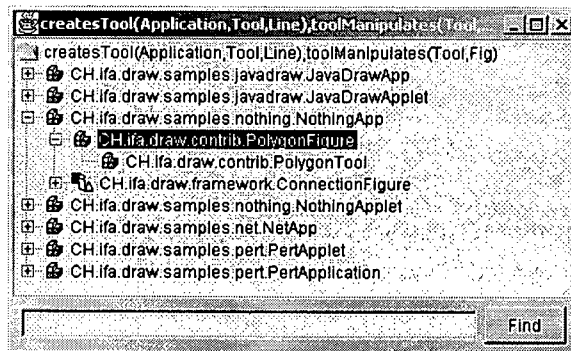 createsTool(Application,Tool,Line),toolManipulates(Tool,
createsTool(Application,Tool,Line),toolManipulates(Tool,Fig)
CH.ifa.draw.samples.javadraw.JavaDrawApp
CH.ifa.draw.samples.javadraw.JavaDrawApplet
CH.ifa.draw.samples.nothing.NothingApp
CH.ifa.draw.contrib.PolygonFigure
CH.ifa.draw.contrib.PolygonTool
CH.ifa.draw.framework.ConnectionFigure
CH.ifa.draw.samples.nothing.NothingApplet
CH.ifa.draw.samples.net.NetApp
CH.ifa.draw.samples.pert.PertApplet
CH.ifa.draw.samples.pert.PertApplication
Find